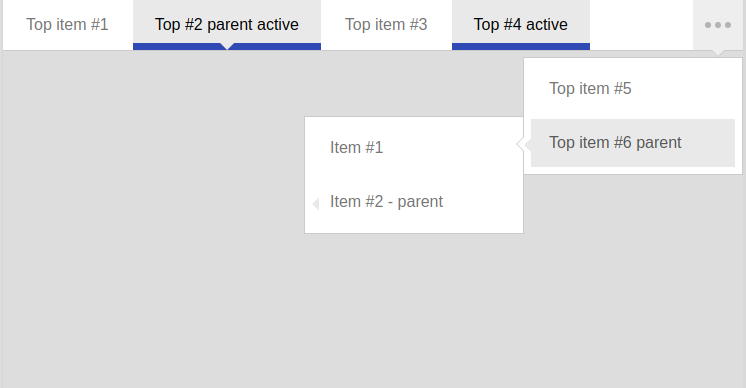 Top item #1
Top #2 parent active
Top item #3
Top #4 active
Top item #5
Top item #6 parent
Item #1
Item #2 - parent